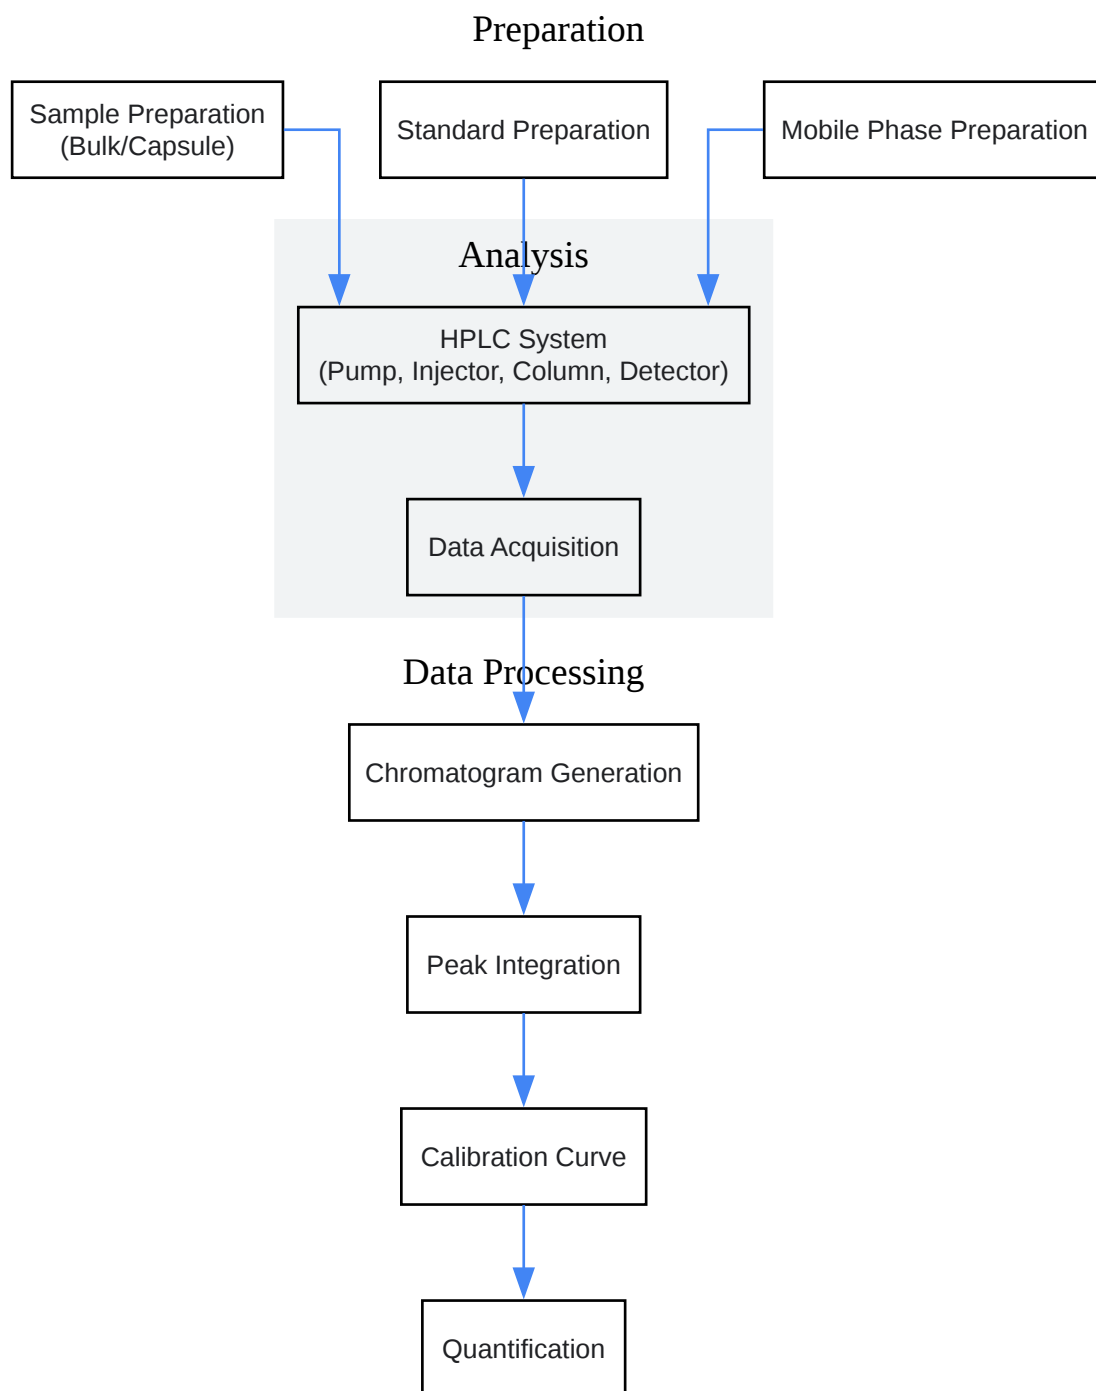 Preparation
Sample Preparation
(Bulk/Capsule)
Standard Preparation
Mobile Phase Preparation
Analysis
HPLC System
(Pump, Injector, Column, Detector)
Data Acquisition
Data Processing
Chromatogram Generation
Peak Integration
Calibration Curve
Quantification